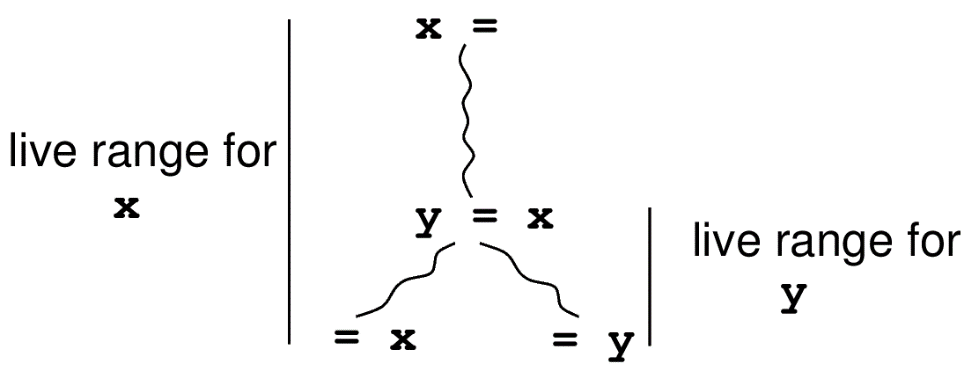 x =
live range for
x
y = x
live range for
y
= x
= y